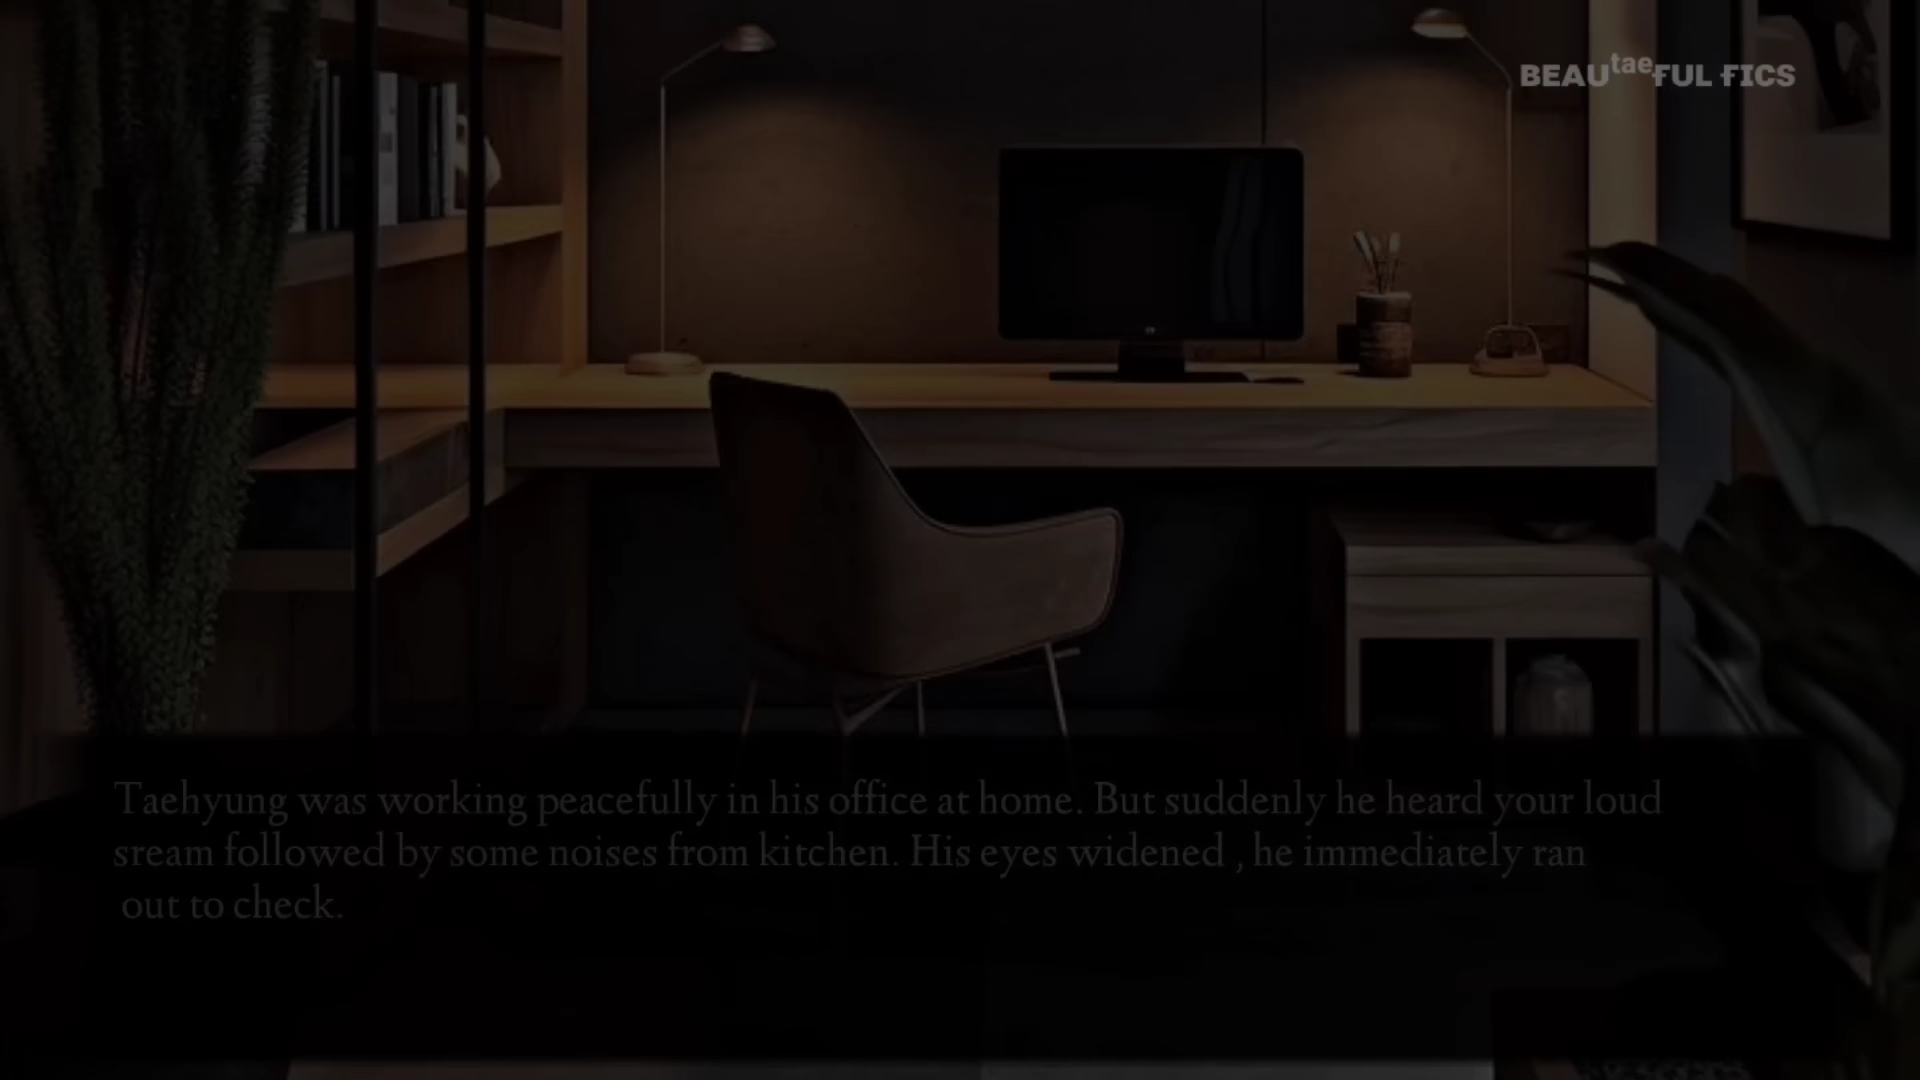 BEAUtaeFUL FICS
Taehyung was working peacefully in his office at home. But suddenly he heard your loud
sream followed by some noises from kitchen. His eyes widened , he immediately ran
out to check.